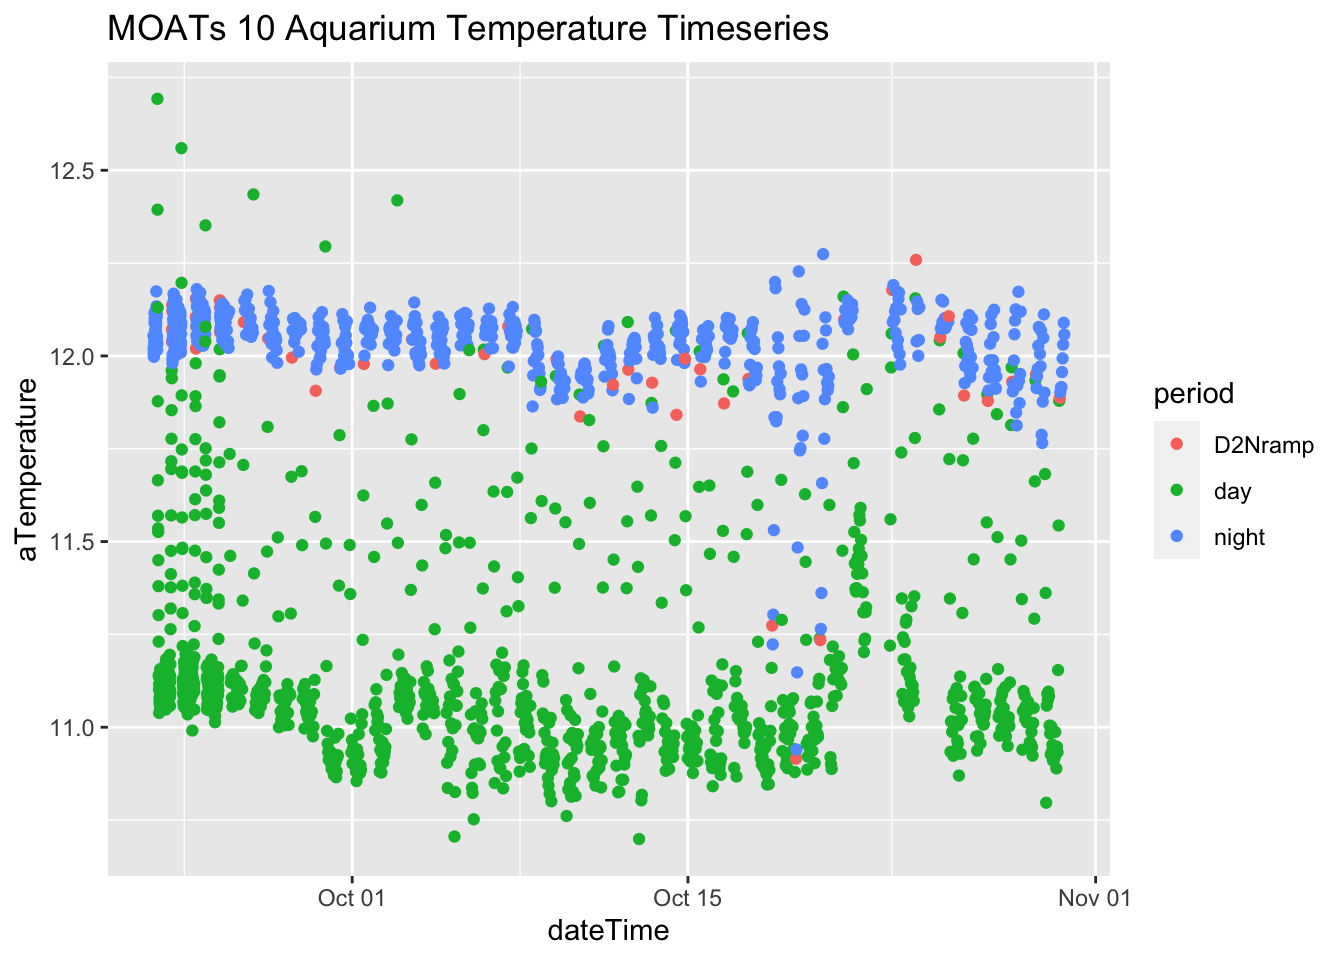 MOATs 10 Aquarium Temperature Timeseries
12.5
12.0
11.5
11.0
aTemperature
Oct 01
Oct 15
Nov 01
dateTime
period
D2Nramp
day
night